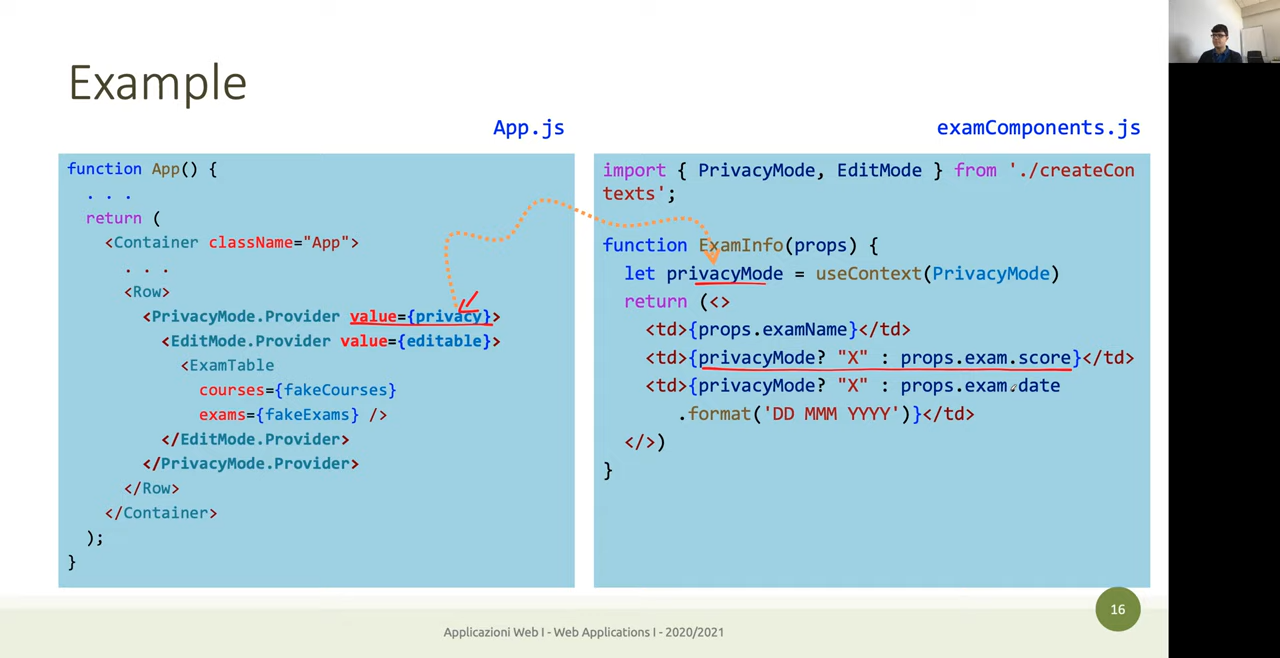 Example
App.js
function App() {
. . .
return (
<Container className="App">
. . .
<Row>
<PrivacyMode.Provider value={privacy}>
<EditMode.Provider value={editable}>
<ExamTable
courses={fakeCourses}
exams={fakeExams} />
</EditMode.Provider>
</PrivacyMode.Provider>
</Row>
</Container>
);
}
examComponents.js
import { PrivacyMode, EditMode } from './createCon
texts';
function ExamInfo(props) {
let privacyMode = useContext(PrivacyMode)
return (<>
<td>{props.examName}</td>
<td>{privacyMode? "X" : props.exam.score}</td>
<td>{privacyMode? "X" : props.exam.date
.format('DD MMM YYYY')}</td>
</>)
}
16
Applicazioni Web I - Web Applications I - 2020/2021